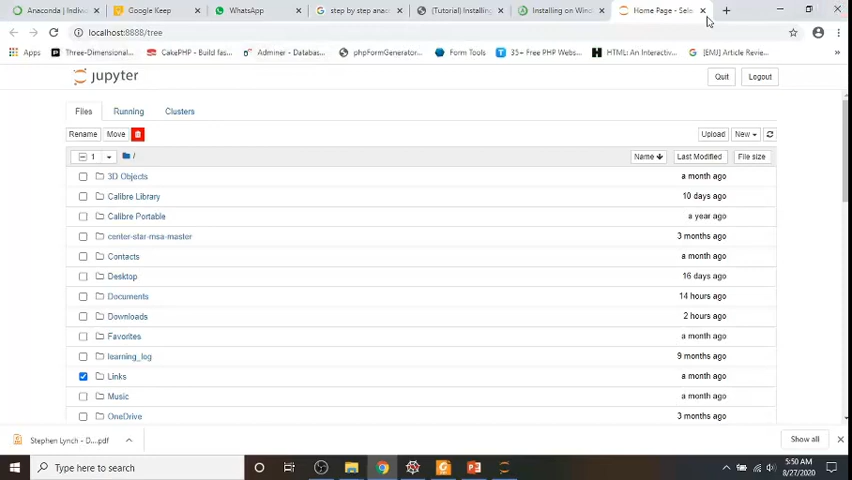 Anaconda | Individ
Google Keep
WhatsApp
step by step anac
(Tutorial) Installing
Installing on Wind
Home Page - Sele
localhost:8888/tree
Apps
Three-Dimensional...
CakePHP - Build fas...
Admin - Databas...
phpFormGenerator...
Form Tools
35+ Free PHP Web...
HTML: An Interactiv...
[EMJ] Article Revie...
jupyter
Quit
Logout
Files
Running
Clusters
Rename
Move
Upload
New
1
/
Name
Last Modified
File size
3D Objects
a month ago
Calibre Library
10 days ago
Calibre Portable
a year ago
center-star-msa-master
3 months ago
Contacts
a month ago
Desktop
16 days ago
Documents
14 hours ago
Downloads
2 hours ago
Favorites
a month ago
learning_log
9 months ago
Links
a month ago
Music
a month ago
OneDrive
3 months ago
Stephen Lynch - D....pdf
Show all
Type here to search
5:50 AM
8/27/2020